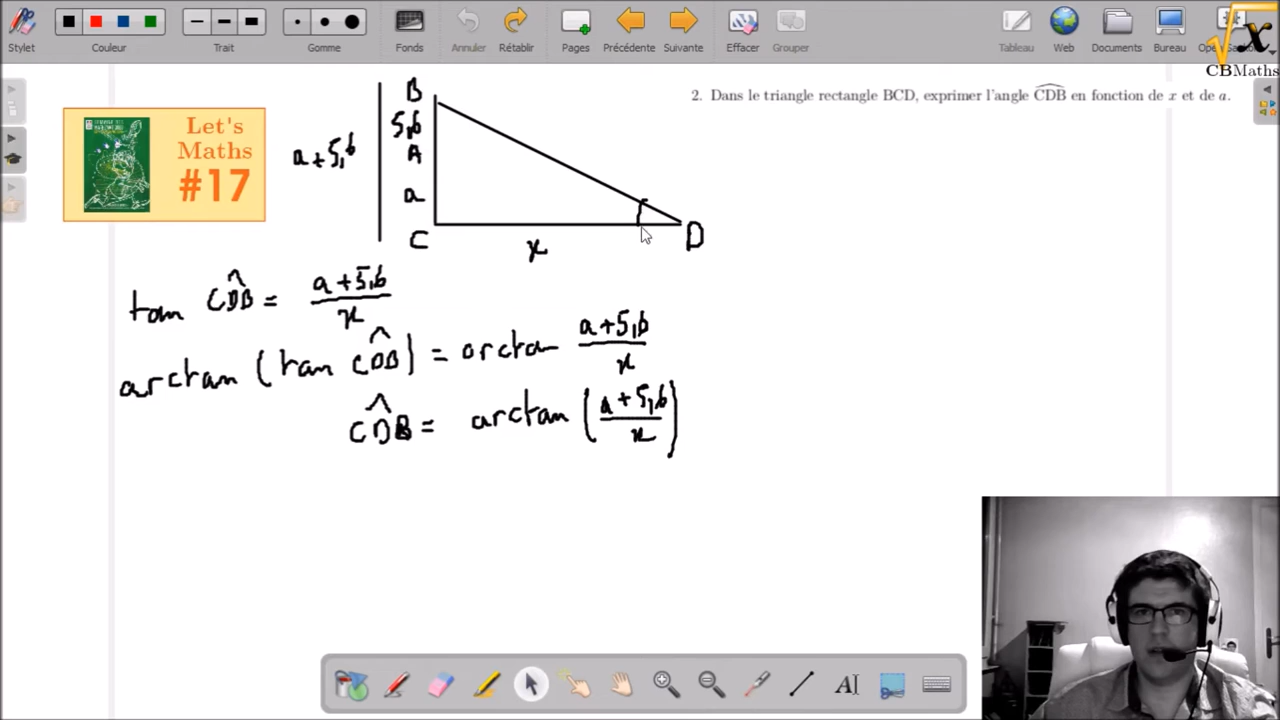 Stylet
Couleur
Trait
Gomme
Fonds
Annuler
Rétablir
Pages
Précédente
Suivante
Effacer
Grouper
Tableau
Web
Documents
Bureau
CBMaths
Let's
Maths
#17
2. Dans le triangle rectangle BCD, exprimer l'angle CDB en fonction de x et de a.
B
5,6
a + 5,6
A
a
C
x
D
tan CDB = (a + 5,6)/x
arctan (tan CDB) = arctan (a + 5,6)/x
CDB = arctan ((a + 5,6)/x)